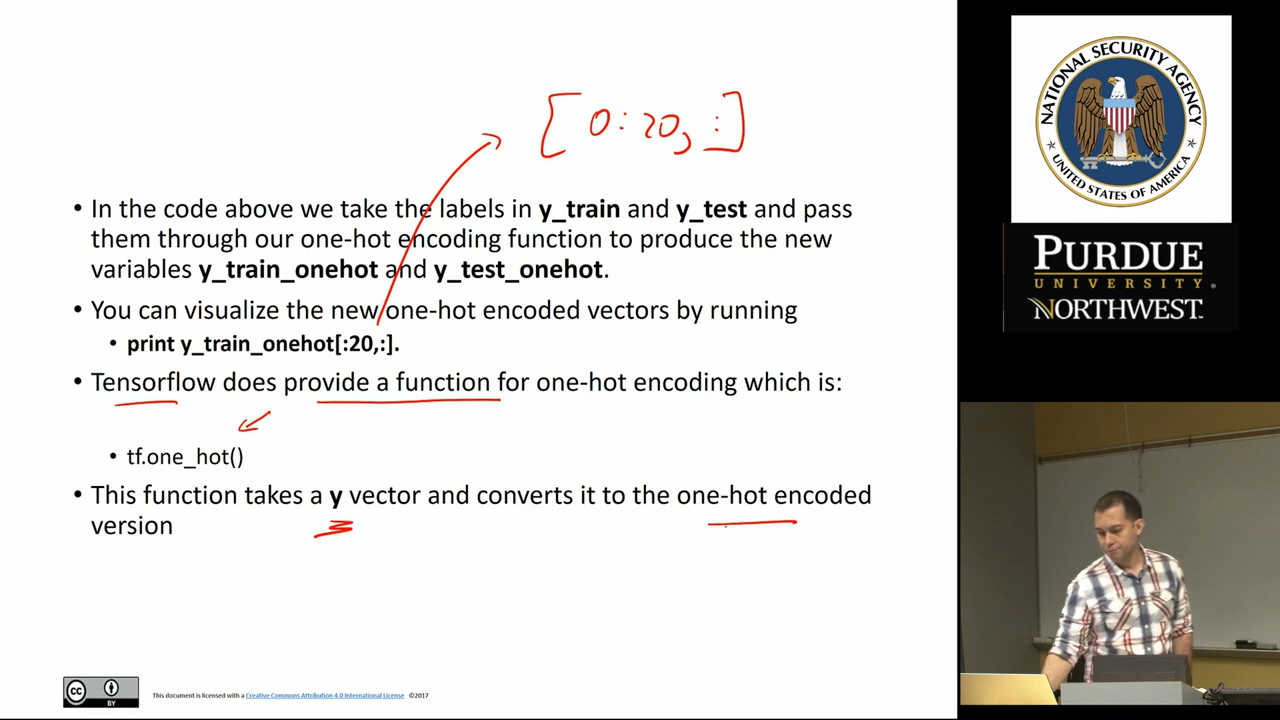 [ 0:20, : ]
• In the code above we take the labels in y_train and y_test and pass
them through our one-hot encoding function to produce the new
variables y_train_onehot and y_test_onehot.
• You can visualize the new one-hot encoded vectors by running
• print y_train_onehot[:20,:].
• Tensorflow does provide a function for one-hot encoding which is:
• tf.one_hot()
• This function takes a y vector and converts it to the one-hot encoded
version
cc BY
This document is licensed with a Creative Commons Attribution 4.0 International License ©2017
NATIONAL SECURITY AGENCY
UNITED STATES OF AMERICA
PURDUE
UNIVERSITY®
NORTHWEST™